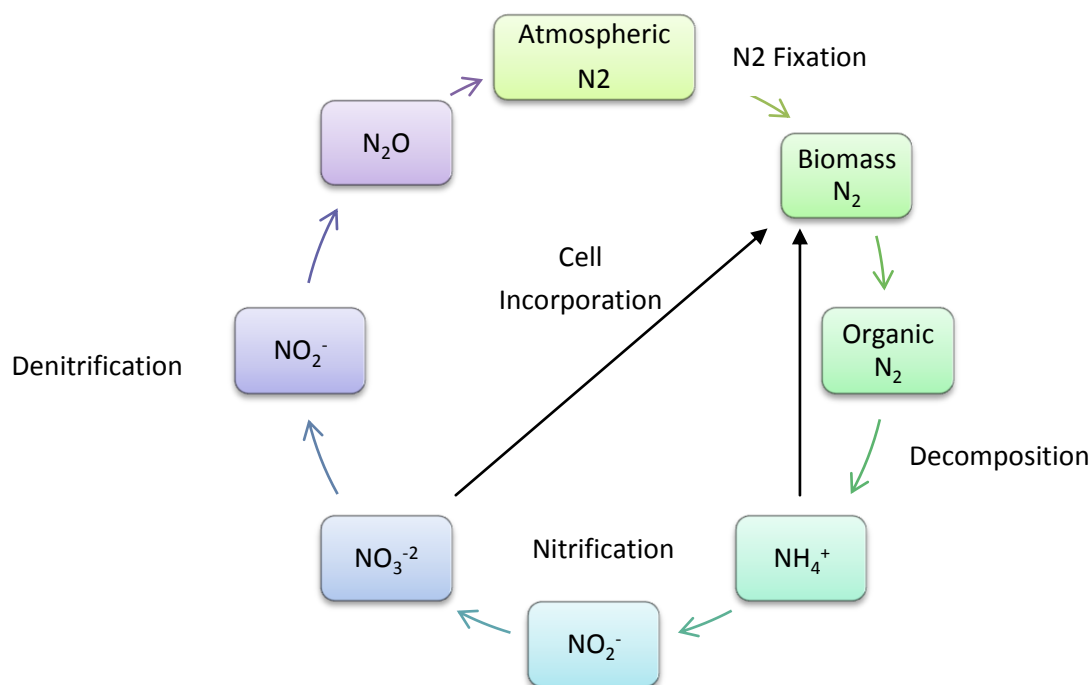 Atmospheric
N2
N2 Fixation
Biomass
N₂
Organic
N₂
Decomposition
NH₄⁺
Nitrification
NO₂⁻
NO₃⁻²
Denitrification
NO₂⁻
N₂O
Cell
Incorporation